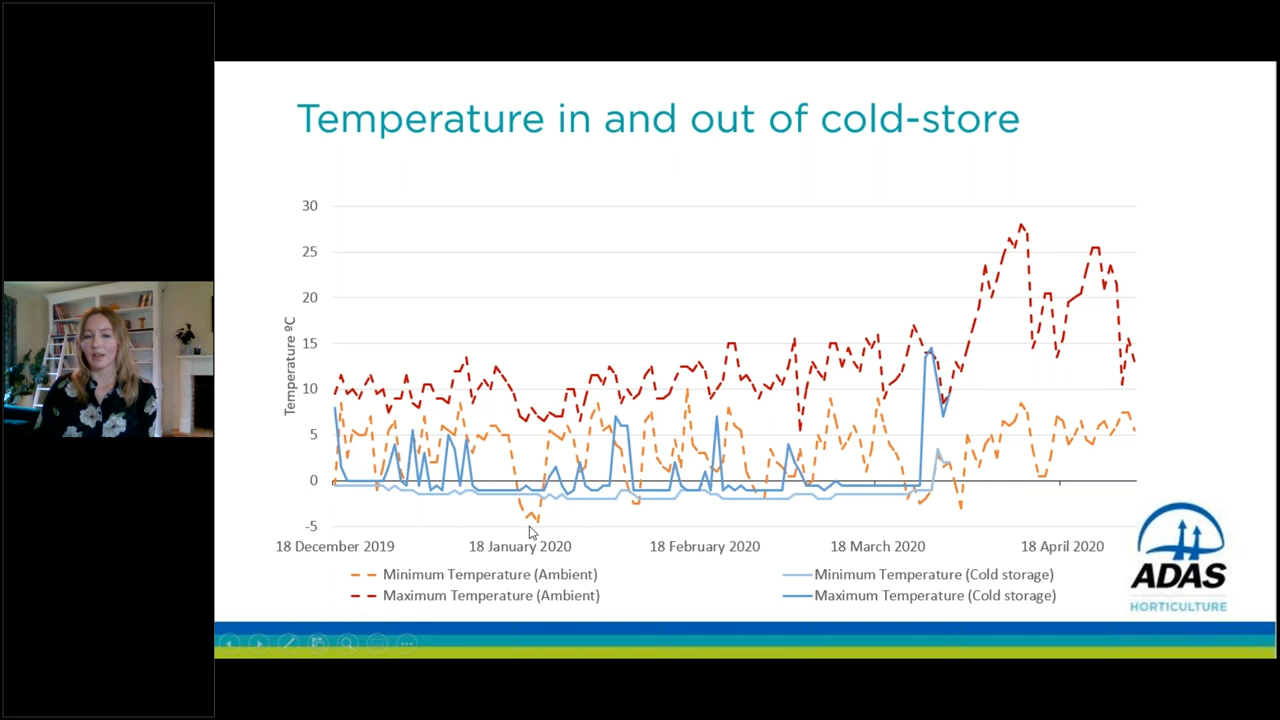 Temperature in and out of cold-store
30
25
20
15
10
5
0
-5
Temperature ºC
18 December 2019
18 January 2020
18 February 2020
18 March 2020
18 April 2020
Minimum Temperature (Ambient)
Minimum Temperature (Cold storage)
Maximum Temperature (Ambient)
Maximum Temperature (Cold storage)
ADAS
HORTICULTURE